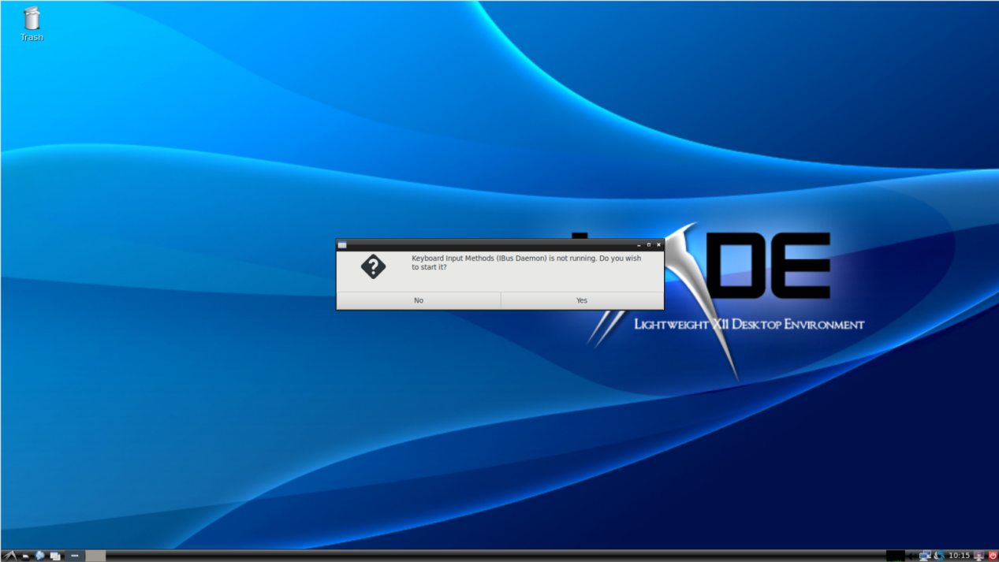 Trash
Keyboard Input Methods (IBus Daemon) is not running. Do you wish
to start it?
No
Yes
DE
LIGHTWEIGHT X11 DESKTOP ENVIRONMENT
10:15